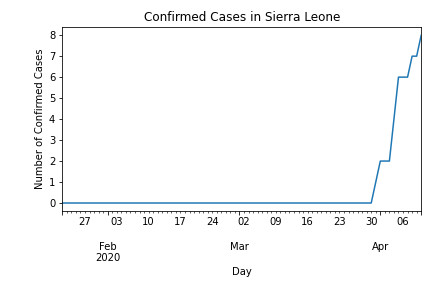 Confirmed Cases in Sierra Leone
Number of Confirmed Cases
8
7
6
5
4
3
2
1
0
27 03 10 17 24 02 09 16 23 30 06
Feb Mar Apr
2020
Day